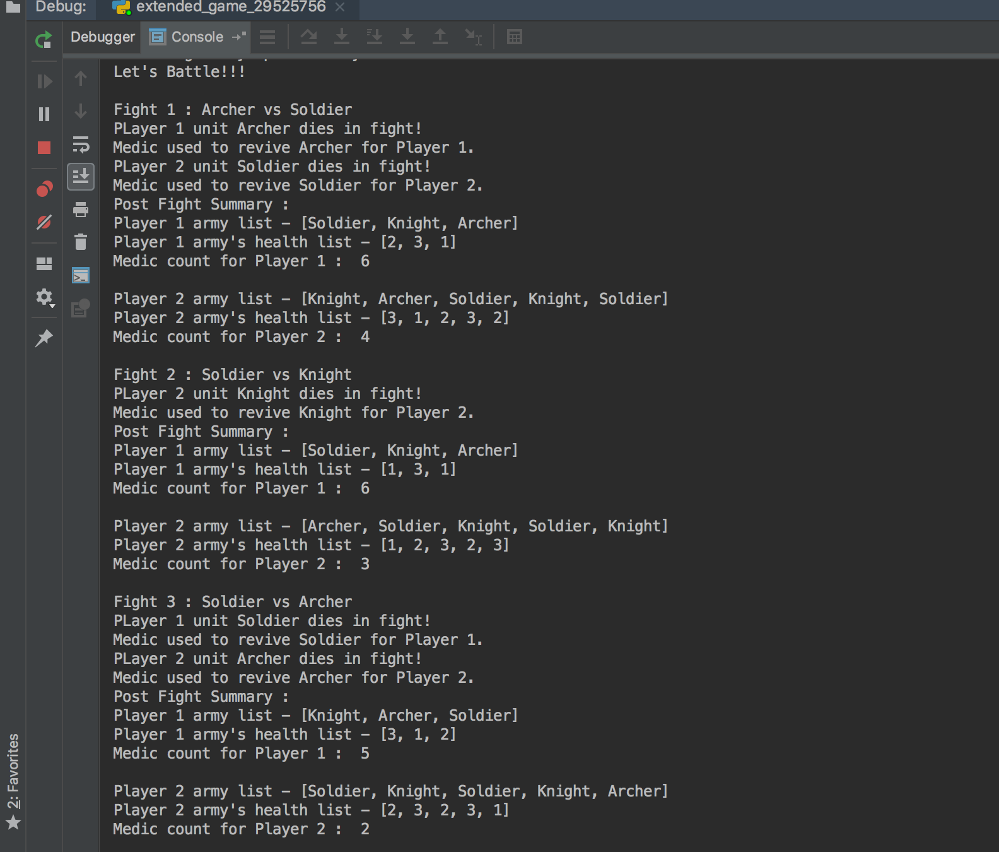 Debug:
extended_game_29525756
Debugger
Console
Let's Battle!!!
Fight 1 : Archer vs Soldier
PLayer 1 unit Archer dies in fight!
Medic used to revive Archer for Player 1.
PLayer 2 unit Soldier dies in fight!
Medic used to revive Soldier for Player 2.
Post Fight Summary :
Player 1 army list – [Soldier, Knight, Archer]
Player 1 army's health list – [2, 3, 1]
Medic count for Player 1 :  6
Player 2 army list – [Knight, Archer, Soldier, Knight, Soldier]
Player 2 army's health list – [3, 1, 2, 3, 2]
Medic count for Player 2 :  4
Fight 2 : Soldier vs Knight
PLayer 2 unit Knight dies in fight!
Medic used to revive Knight for Player 2.
Post Fight Summary :
Player 1 army list – [Soldier, Knight, Archer]
Player 1 army's health list – [1, 3, 1]
Medic count for Player 1 :  6
Player 2 army list – [Archer, Soldier, Knight, Soldier, Knight]
Player 2 army's health list – [1, 2, 3, 2, 3]
Medic count for Player 2 :  3
Fight 3 : Soldier vs Archer
PLayer 1 unit Soldier dies in fight!
Medic used to revive Soldier for Player 1.
PLayer 2 unit Archer dies in fight!
Medic used to revive Archer for Player 2.
Post Fight Summary :
Player 1 army list – [Knight, Archer, Soldier]
Player 1 army's health list – [3, 1, 2]
Medic count for Player 1 :  5
Player 2 army list – [Soldier, Knight, Soldier, Knight, Archer]
Player 2 army's health list – [2, 3, 2, 3, 1]
Medic count for Player 2 :  2
2: Favorites